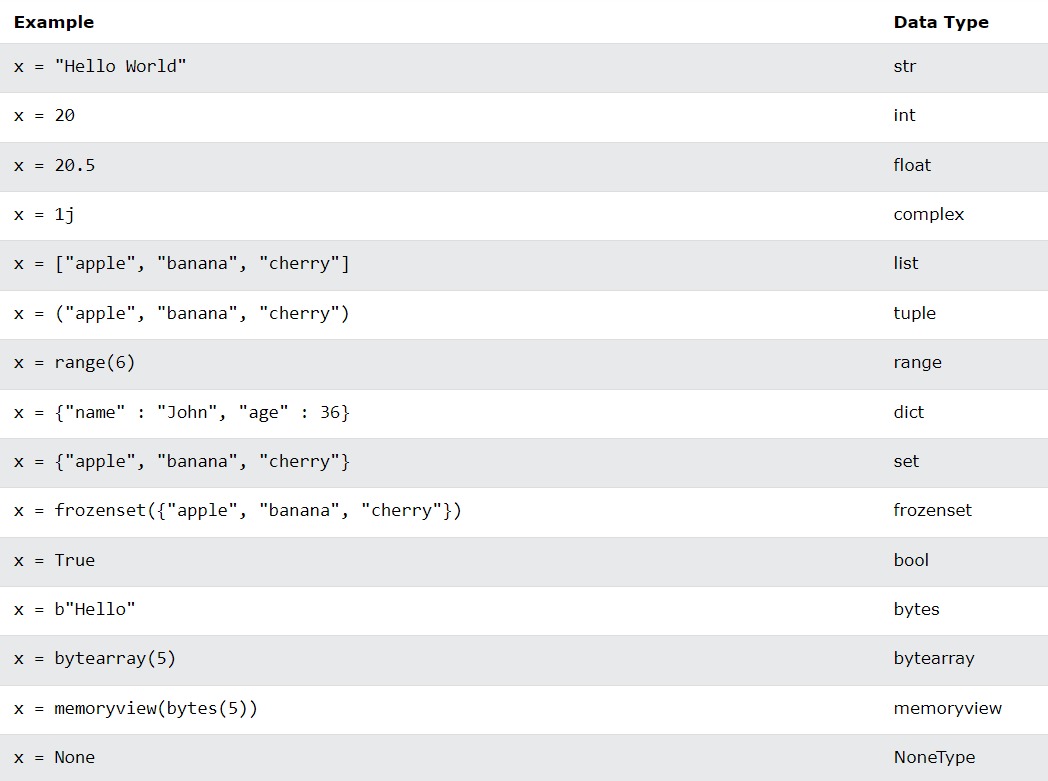 Example Data Type
x = "Hello World" str
x = 20 int
x = 20.5 float
x = 1j complex
x = ["apple", "banana", "cherry"] list
x = ("apple", "banana", "cherry") tuple
x = range(6) range
x = {"name" : "John", "age" : 36} dict
x = {"apple", "banana", "cherry"} set
x = frozenset({"apple", "banana", "cherry"}) frozenset
x = True bool
x = b"Hello" bytes
x = bytearray(5) bytearray
x = memoryview(bytes(5)) memoryview
x = None NoneType